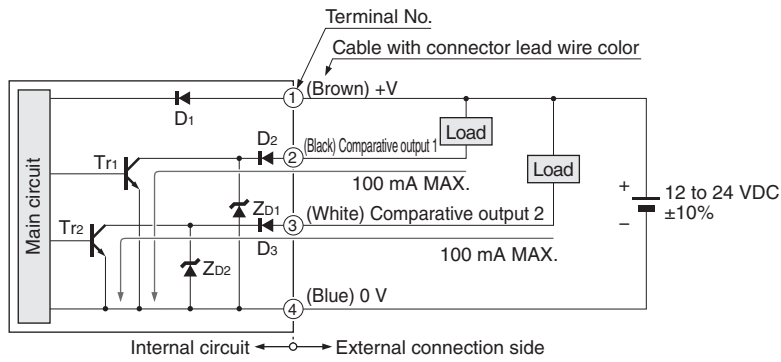 Terminal No.
Cable with connector lead wire color
1 (Brown) +V
D1
D2
2 (Black) Comparative output 1
Load
Load
Tr1
100 mA MAX.
ZD1
+
12 to 24 VDC
±10%
−
Main circuit
3 (White) Comparative output 2
Tr2
D3
100 mA MAX.
ZD2
4 (Blue) 0 V
Internal circuit
External connection side